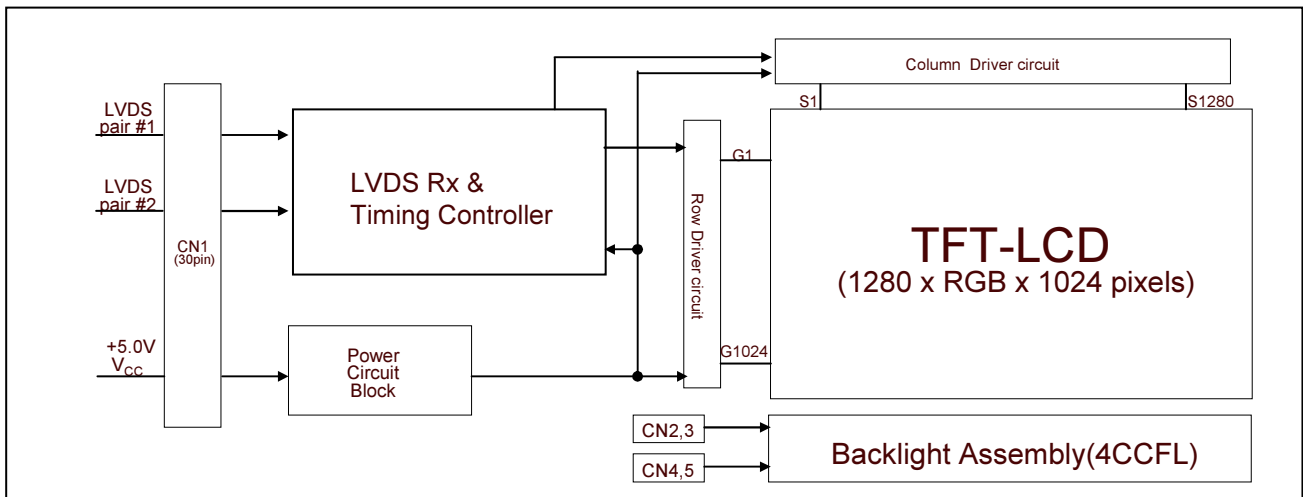 Column Driver circuit
S1
S1280
LVDS
pair #1
LVDS
pair #2
CN1
(30pin)
LVDS Rx &
Timing Controller
+5.0V
VCC
Power
Circuit
Block
Row Driver circuit
G1
G1024
TFT-LCD
(1280 x RGB x 1024 pixels)
CN2,3
CN4,5
Backlight Assembly(4CCFL)